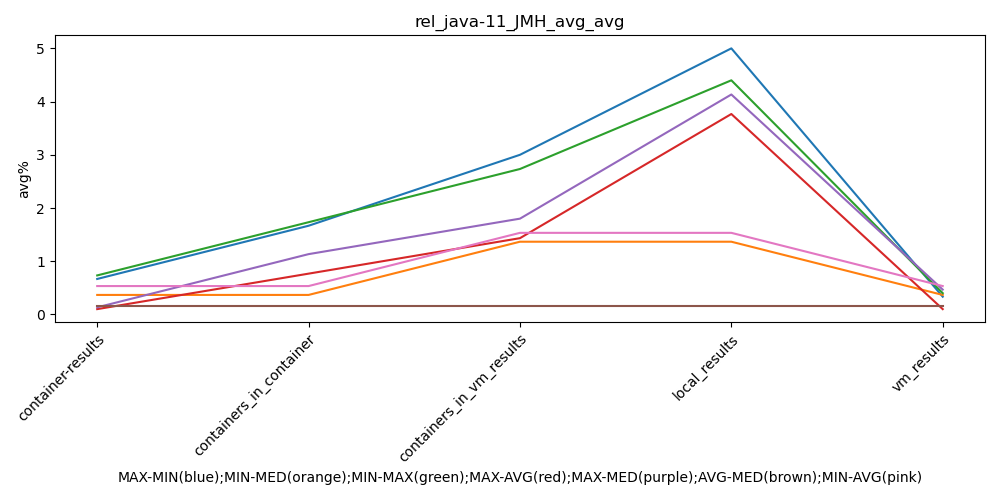 rel_java-11_JMH_avg_avg
avg%
5
4
3
2
1
0
container-results
containers_in_container
containers_in_vm_results
local_results
vm_results
MAX-MIN(blue);MIN-MED(orange);MIN-MAX(green);MAX-AVG(red);MAX-MED(purple);AVG-MED(brown);MIN-AVG(pink)